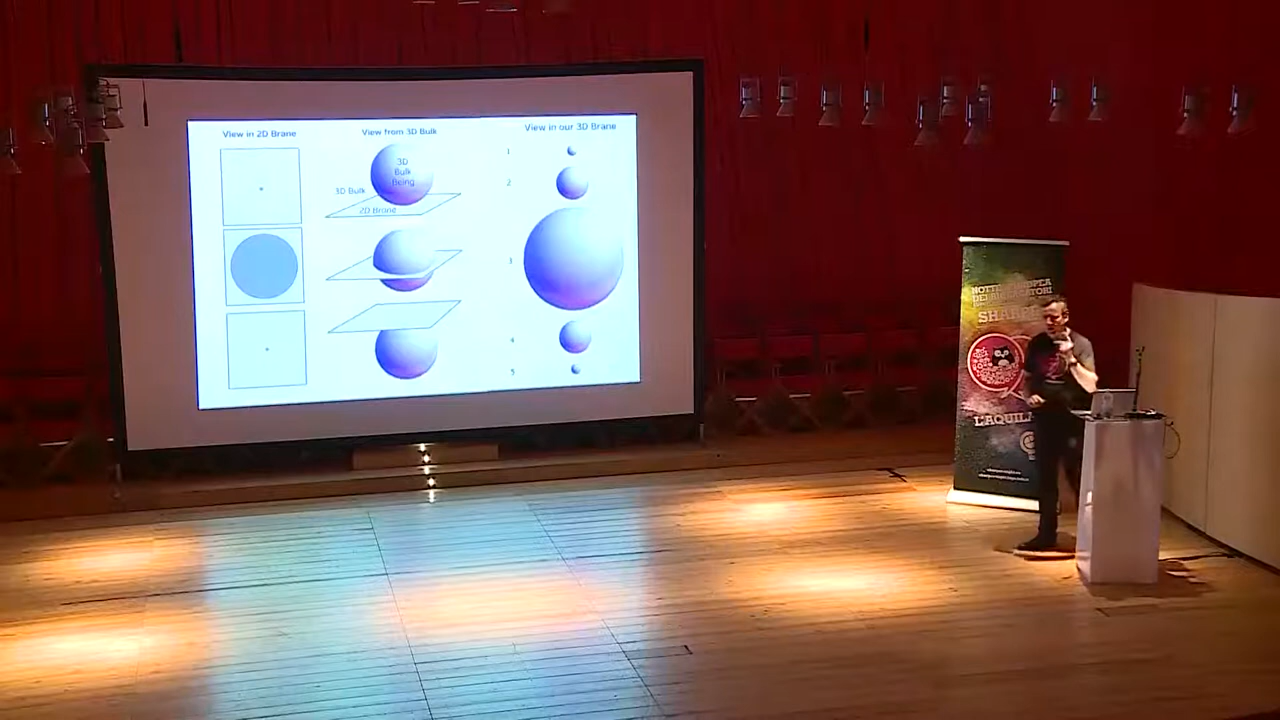 View in 2D Brane
View from 3D Bulk
View in our 3D Brane
3D
Bulk
Being
3D Bulk
2D Brane
1
2
3
4
5
SHARPER
L'AQUILA